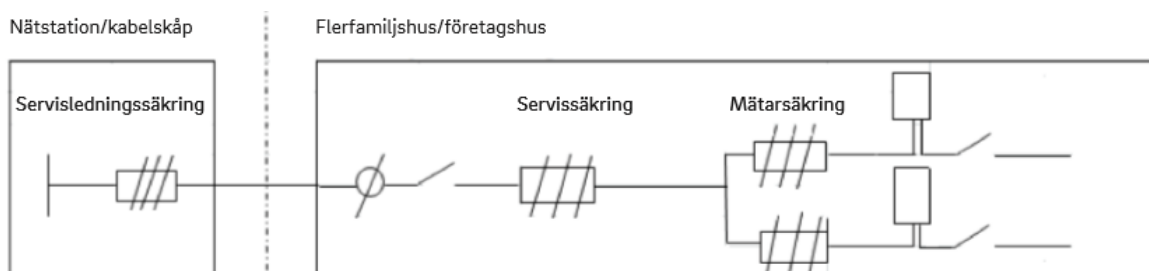 Nätstation/kabelskåp
Flerfamiljshus/företagshus
Servisledningssäkring
Servissäkring
Mätarsäkring